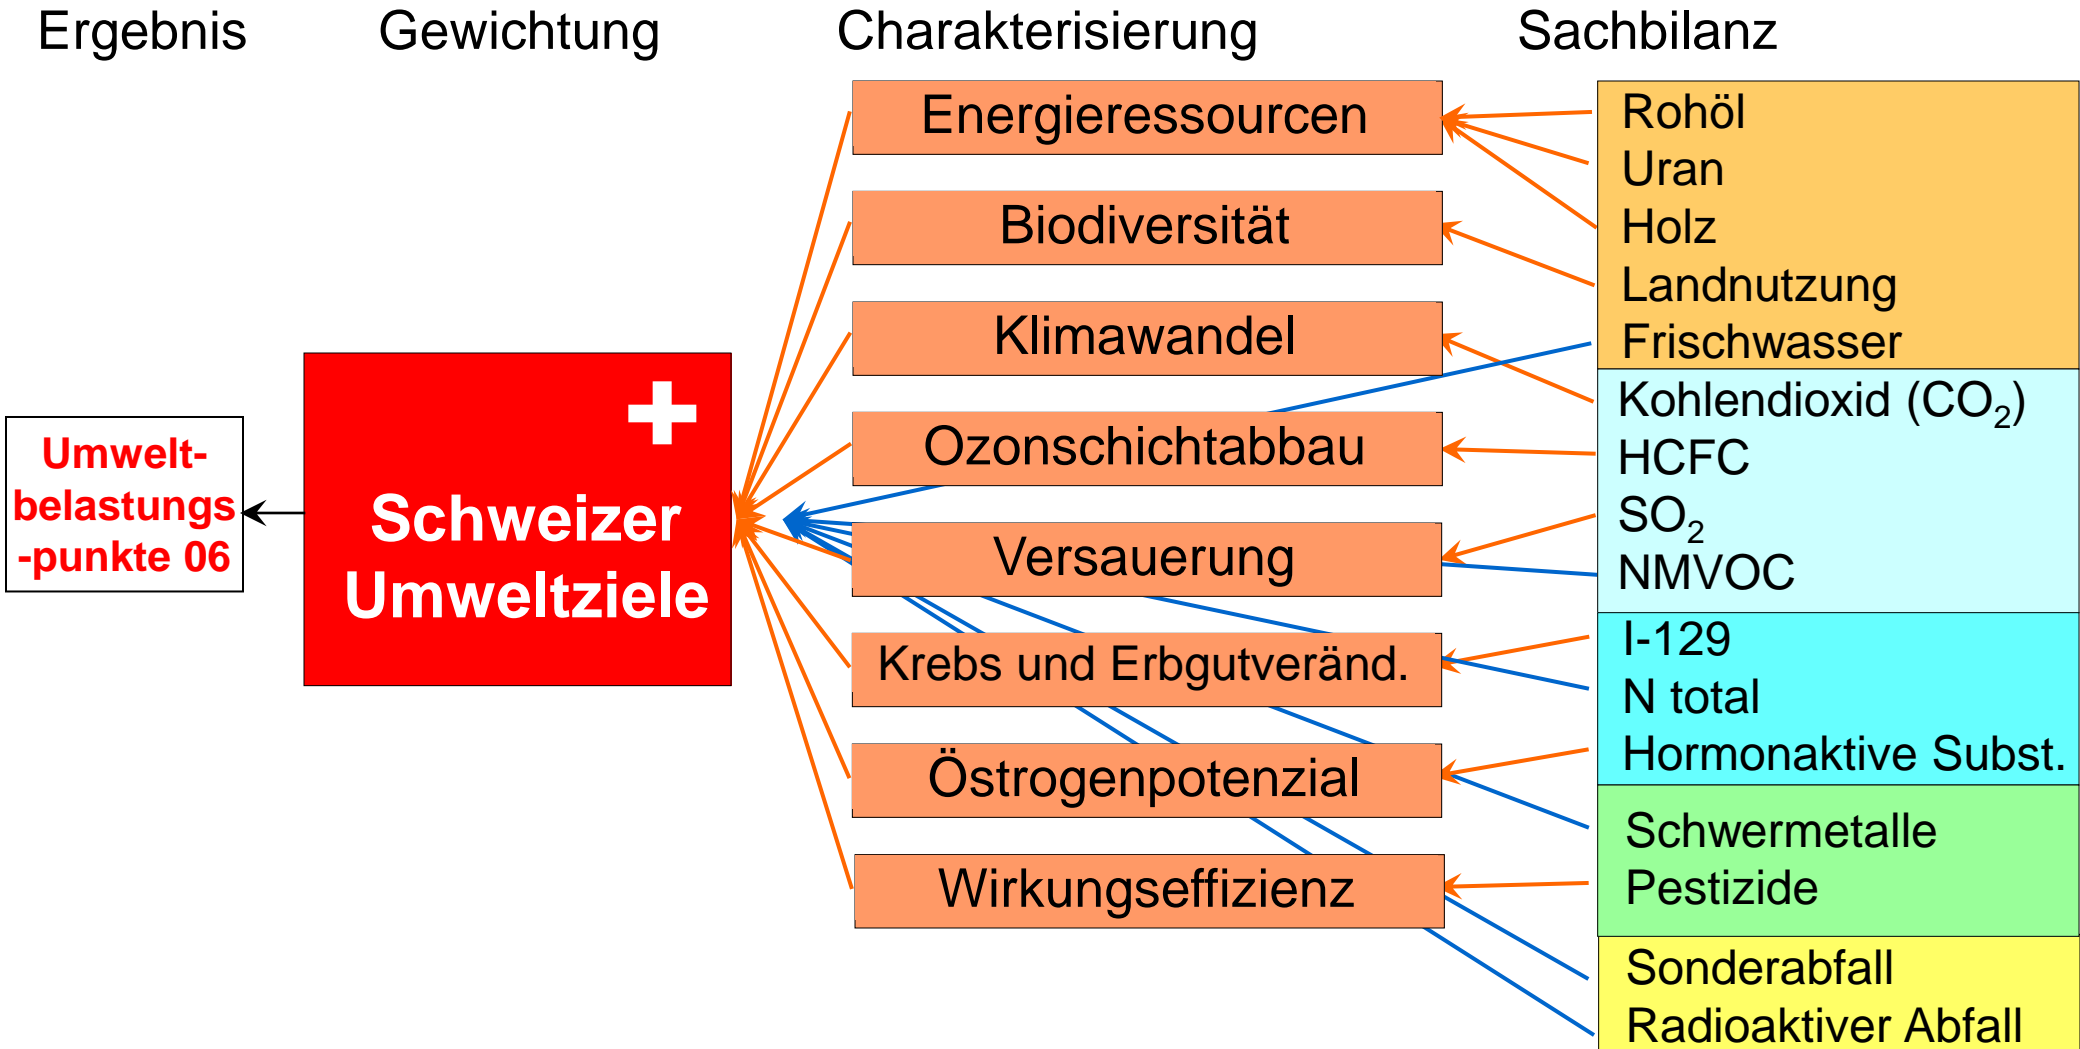 Ergebnis
Gewichtung
Charakterisierung
Sachbilanz
Umwelt-
belastungs
-punkte 06
Schweizer
Umweltziele
Energieressourcen
Biodiversität
Klimawandel
Ozonschichtabbau
Versauerung
Krebs und Erbgutveränd.
Östrogenpotenzial
Wirkungseffizienz
Rohöl
Uran
Holz
Landnutzung
Frischwasser
Kohlendioxid (CO₂)
HCFC
SO₂
NMVOC
I-129
N total
Hormonaktive Subst.
Schwermetalle
Pestizide
Sonderabfall
Radioaktiver Abfall